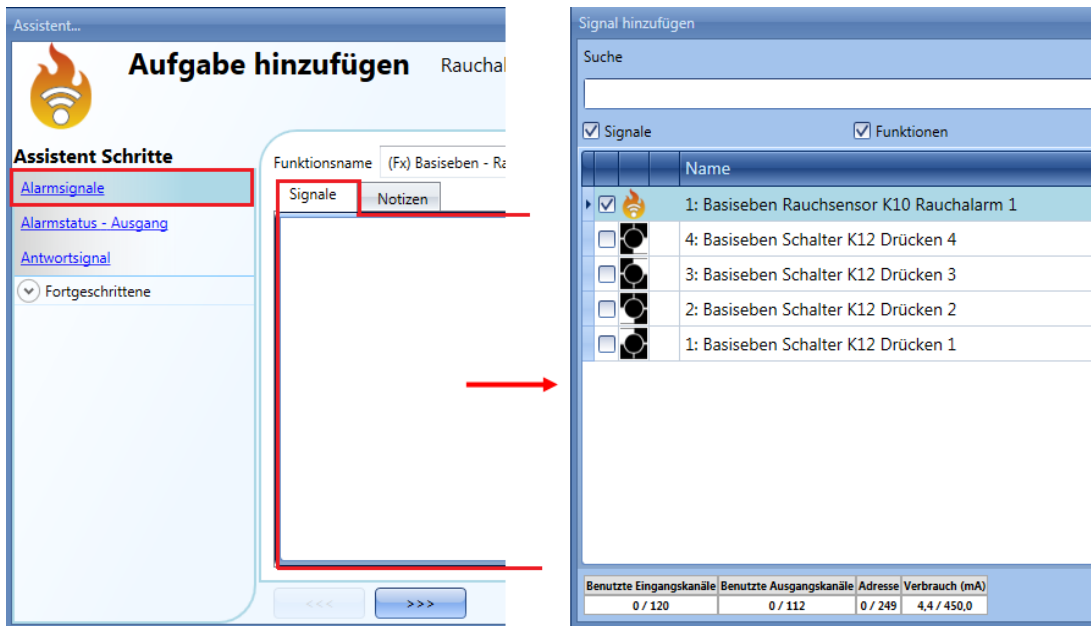 Assistent...
Aufgabe hinzufügen
Assistent Schritte
Alarmsignale
Alarmstatus - Ausgang
Antwortsignal
Fortgeschrittene
Funktionsname (Fx) Basiseben -
Signale Notizen
<<< >>>
Signal hinzufügen
Suche
Signale Funktionen
Name
1: Basiseben Rauchsensor K10 Rauchalarm 1
4: Basiseben Schalter K12 Drücken 4
3: Basiseben Schalter K12 Drücken 3
2: Basiseben Schalter K12 Drücken 2
1: Basiseben Schalter K12 Drücken 1
Benutzte Eingangskanäle Benutzte Ausgangskanäle Adresse Verbrauch (mA)
0 / 120 0 / 112 0 / 249 4,4 / 450,0